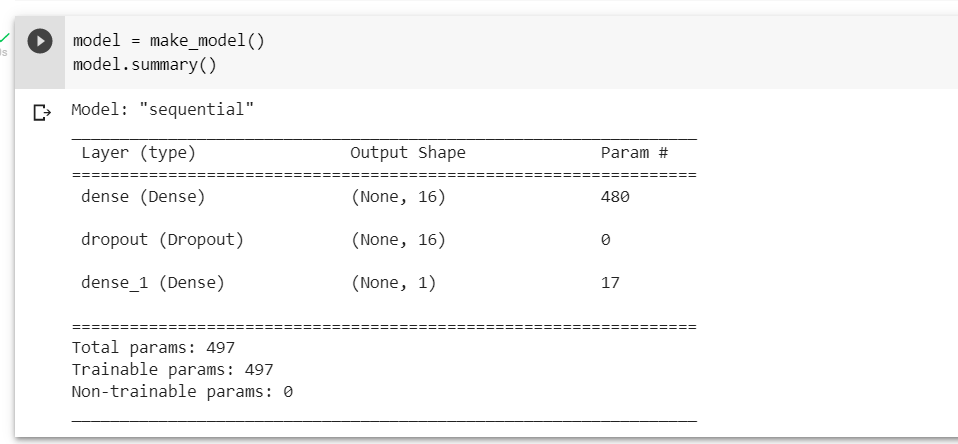 model = make_model()
model.summary()
Model: "sequential"
_________________________________________________________________
Layer (type) Output Shape Param #
=================================================================
dense (Dense) (None, 16) 480
dropout (Dropout) (None, 16) 0
dense_1 (Dense) (None, 1) 17
=================================================================
Total params: 497
Trainable params: 497
Non-trainable params: 0
_________________________________________________________________